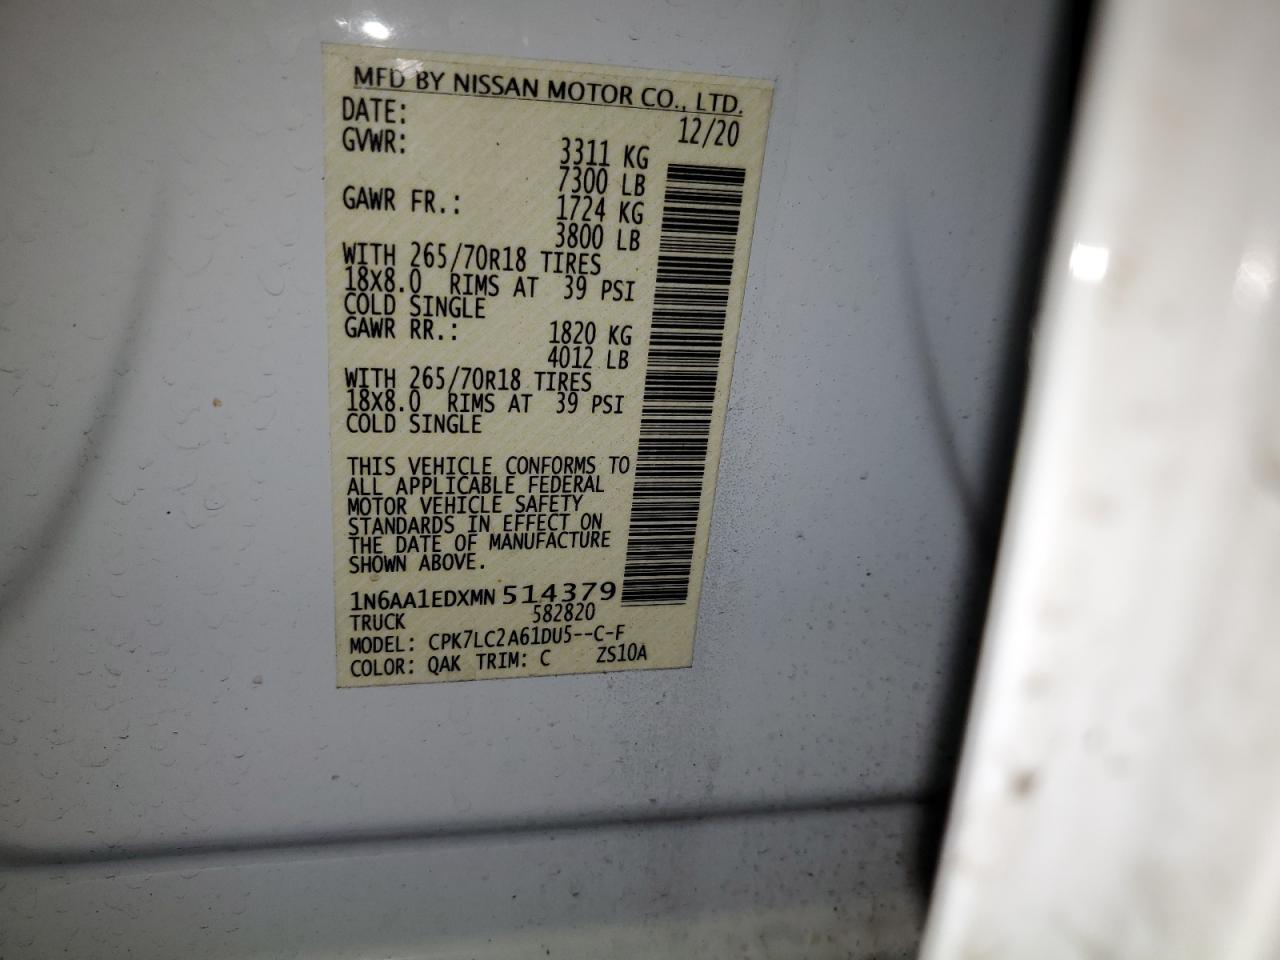 MFD BY NISSAN MOTOR CO., LTD.
DATE: 12/20
GVWR: 3311 KG
7300 LB
GAWR FR.: 1724 KG
3800 LB
WITH 265/70R18 TIRES
18X8.0 RIMS AT 39 PSI
COLD SINGLE
GAWR RR.: 1820 KG
4012 LB
WITH 265/70R18 TIRES
18X8.0 RIMS AT 39 PSI
COLD SINGLE
THIS VEHICLE CONFORMS TO
ALL APPLICABLE FEDERAL
MOTOR VEHICLE SAFETY
STANDARDS IN EFFECT ON
THE DATE OF MANUFACTURE
SHOWN ABOVE.
1N6AA1EDXMN514379
TRUCK 582820
MODEL: CPK7LC2A61DU5--C-F
COLOR: QAK TRIM: C ZS10A